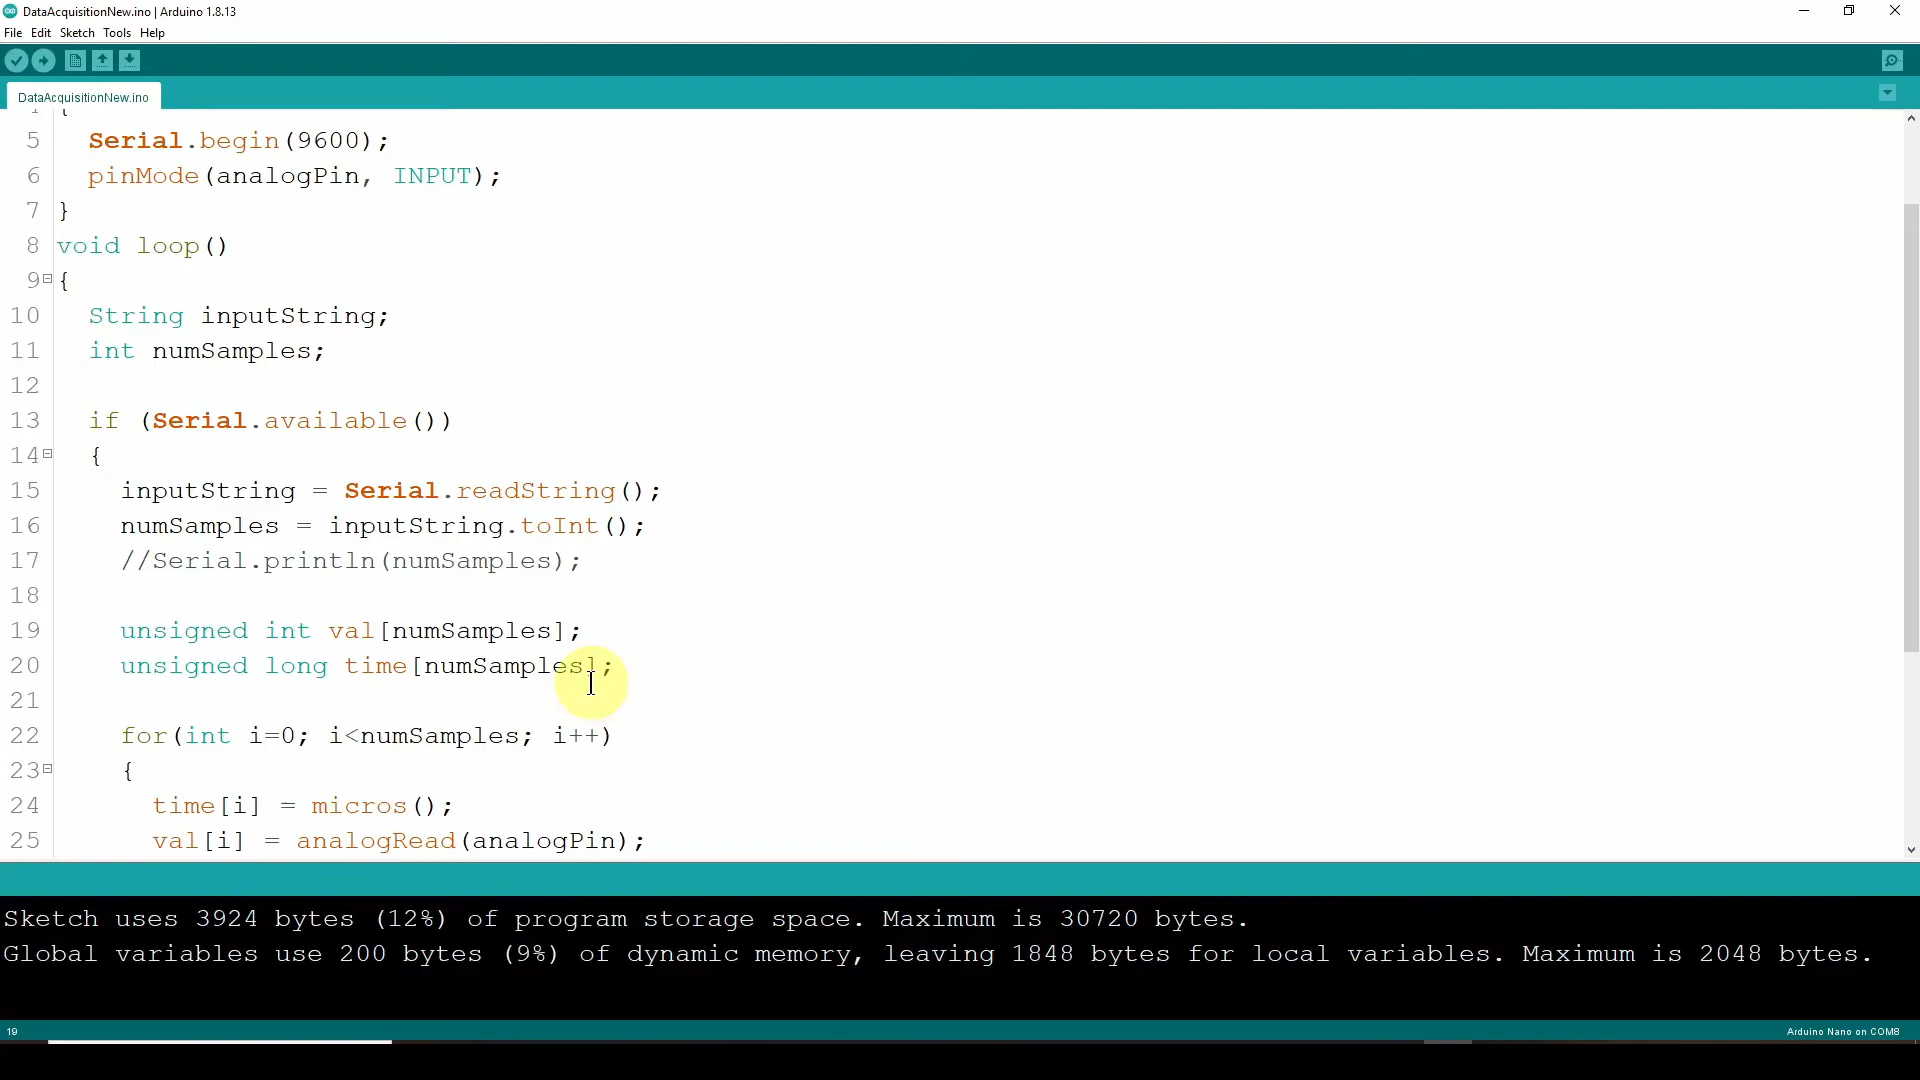 DataAcquisitionNew.ino | Arduino 1.8.13
File Edit Sketch Tools Help
DataAcquisitionNew.ino
5 Serial.begin(9600);
6 pinMode(analogPin, INPUT);
7 }
8 void loop()
9 {
10 String inputString;
11 int numSamples;
12
13 if (Serial.available())
14 {
15 inputString = Serial.readString();
16 numSamples = inputString.toInt();
17 //Serial.println(numSamples);
18
19 unsigned int val[numSamples];
20 unsigned long time[numSamples];
21
22 for(int i=0; i<numSamples; i++)
23 {
24 time[i] = micros();
25 val[i] = analogRead(analogPin);
Sketch uses 3924 bytes (12%) of program storage space. Maximum is 30720 bytes.
Global variables use 200 bytes (9%) of dynamic memory, leaving 1848 bytes for local variables. Maximum is 2048 bytes.
19 Arduino Nano on COM8